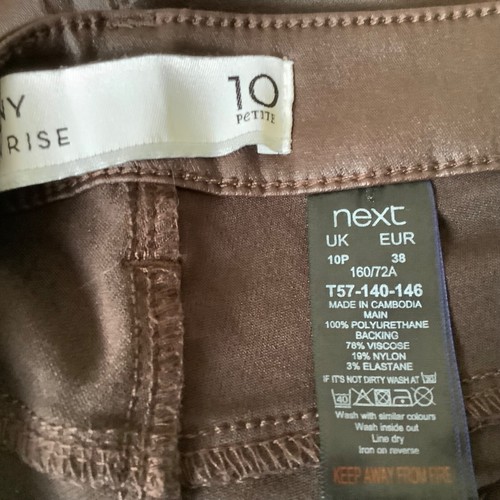 NY
RISE
10
PETITE
next
UK EUR
10P 38
160/72A
T57-140-146
MADE IN CAMBODIA
MAIN
100% POLYURETHANE
BACKING
78% VISCOSE
19% NYLON
3% ELASTANE
IF IT'S NOT DIRTY WASH AT
40
Wash with similar colours
Wash inside out
Line dry
Iron on reverse
KEEP AWAY FROM FIRE